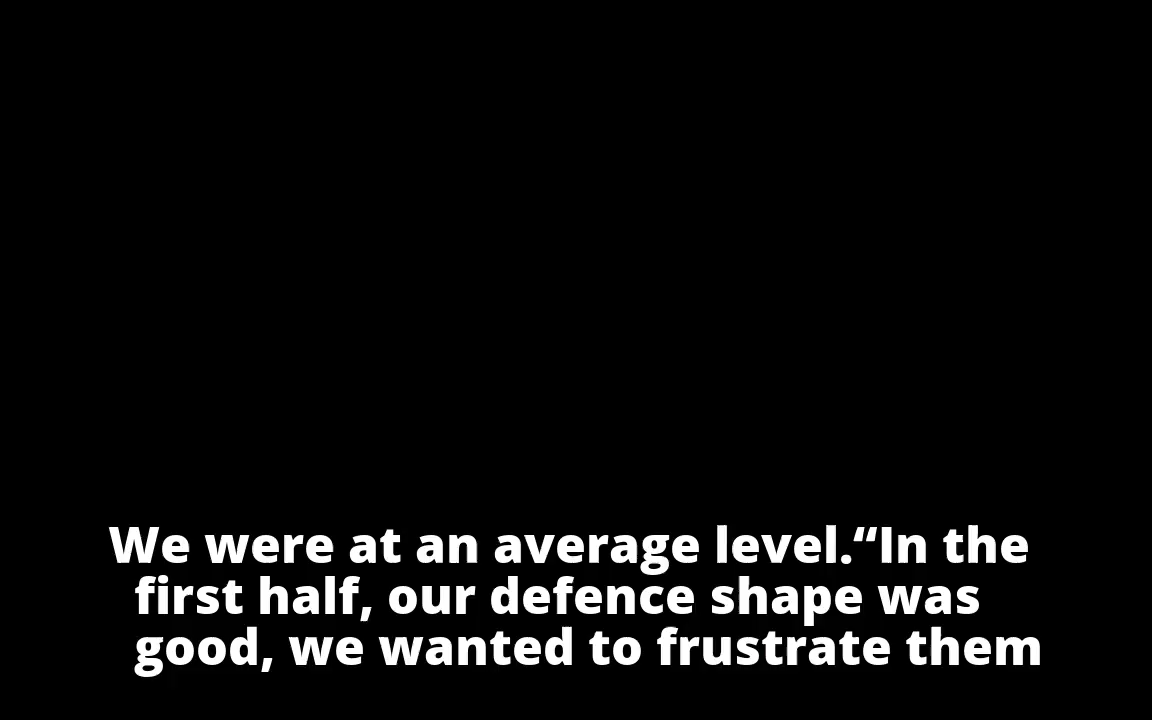 We were at an average level.“In the
first half, our defence shape was
good, we wanted to frustrate them